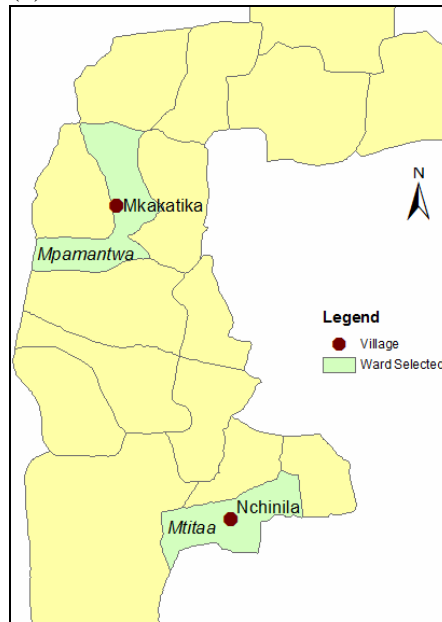 N
Mkakatika
Mpamantwa
Legend
Village
Ward Selected
Nchinila
Mtitaa